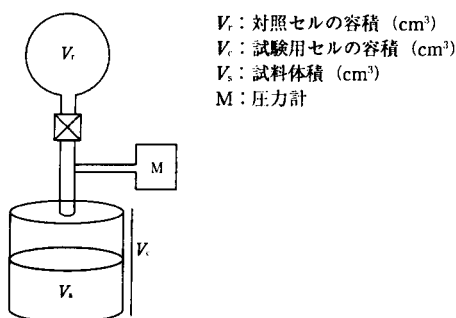 Vr
Vr：対照セルの容積（cm³）
Vc：試験用セルの容積（cm³）
Vs：試料体積（cm³）
M：圧力計
M
Vc
Vs